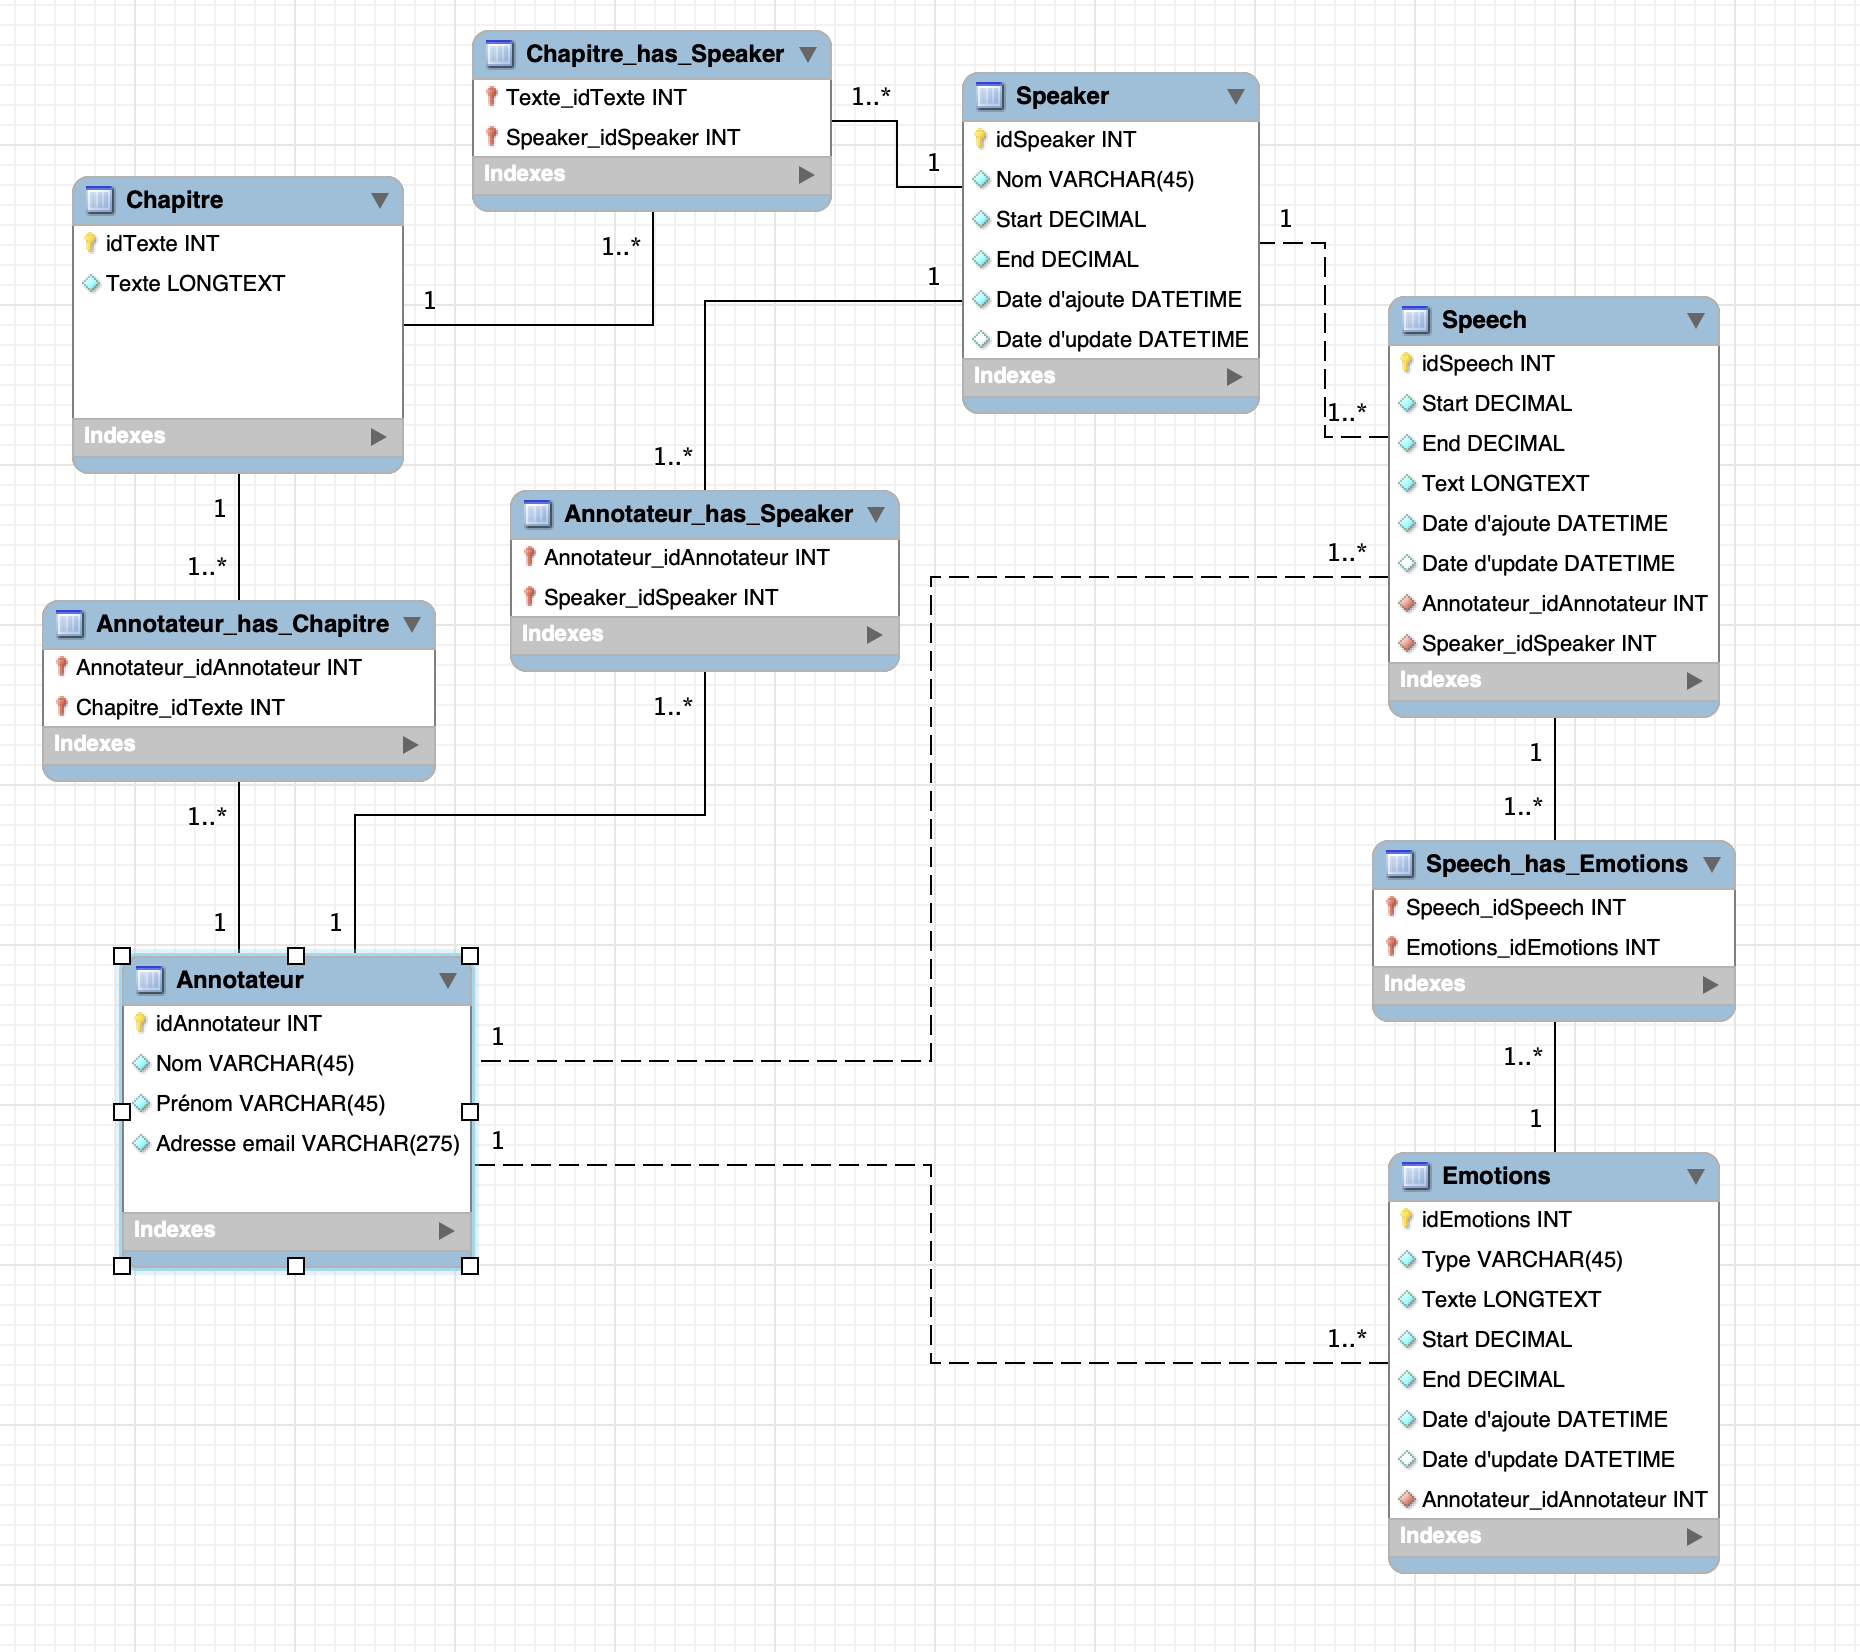 Chapitre_has_Speaker
Texte_idTexte INT
Speaker_idSpeaker INT
Indexes
1..*
1
1..*
1
Speaker
idSpeaker INT
Nom VARCHAR(45)
Start DECIMAL
End DECIMAL
Date d'ajoute DATETIME
Date d'update DATETIME
Indexes
1
1..*
1
1..*
Chapitre
idTexte INT
Texte LONGTEXT
Indexes
1
1..*
Speech
idSpeech INT
Start DECIMAL
End DECIMAL
Text LONGTEXT
Date d'ajoute DATETIME
Date d'update DATETIME
Annotateur_idAnnotateur INT
Speaker_idSpeaker INT
Indexes
1..*
1
1..*
Annotateur_has_Speaker
Annotateur_idAnnotateur INT
Speaker_idSpeaker INT
Indexes
1..*
Annotateur_has_Chapitre
Annotateur_idAnnotateur INT
Chapitre_idTexte INT
Indexes
1..*
1
1
Speech_has_Emotions
Speech_idSpeech INT
Emotions_idEmotions INT
Indexes
1..*
1
Annotateur
idAnnotateur INT
Nom VARCHAR(45)
Prénom VARCHAR(45)
Adresse email VARCHAR(275)
Indexes
1
1
1..*
Emotions
idEmotions INT
Type VARCHAR(45)
Texte LONGTEXT
Start DECIMAL
End DECIMAL
Date d'ajoute DATETIME
Date d'update DATETIME
Annotateur_idAnnotateur INT
Indexes